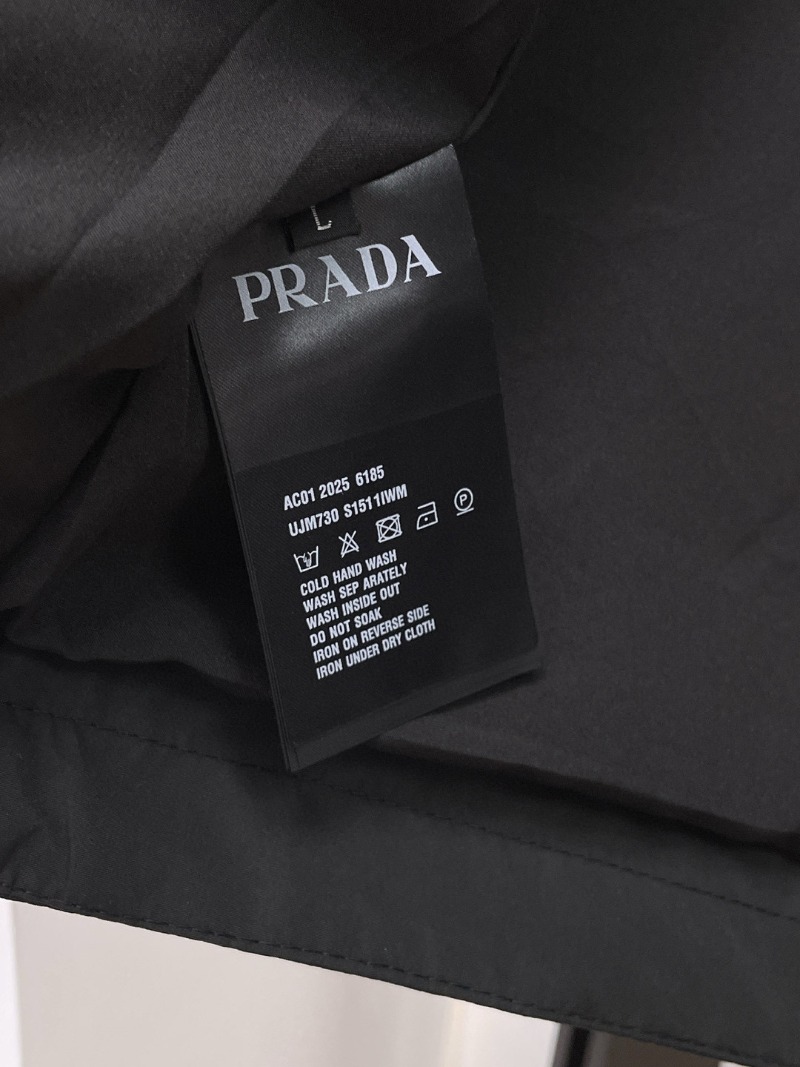 L
PRADA
AC01 2025 6185
UJM730 S1511IWM
P
COLD HAND WASH
WASH SEP ARATELY
WASH INSIDE OUT
DO NOT SOAK
IRON ON REVERSE SIDE
IRON UNDER DRY CLOTH